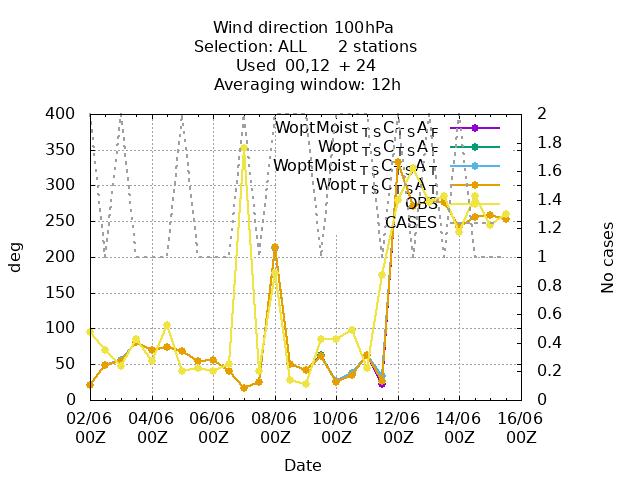 Wind direction 100hPa
Selection: ALL 2 stations
Used 00,12 + 24
Averaging window: 12h
400
350
300
250
200
150
100
50
0
deg
2
1.8
1.6
1.4
1.2
1
0.8
0.6
0.4
0.2
0
No cases
WoptMoist T S C T S A F
Wopt T S C T S A F
WoptMoist T S C T S A T
Wopt T S C T S A T
OBS
CASES
02/06 04/06 06/06 08/06 10/06 12/06 14/06 16/06
00Z 00Z 00Z 00Z 00Z 00Z 00Z 00Z
Date